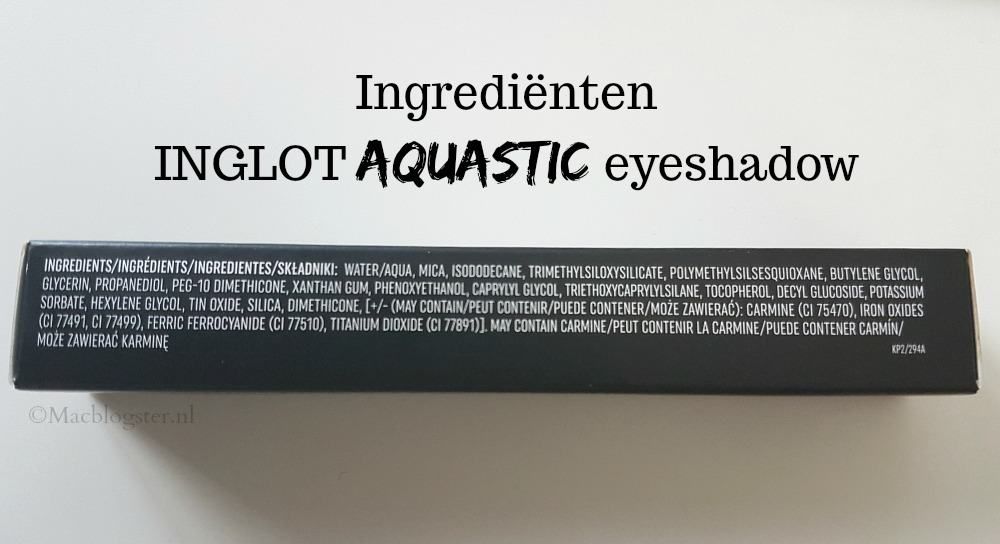 Ingrediënten
INGLOT AQUASTIC eyeshadow
INGREDIENTS/INGRÉDIENTS/INGREDIENTES/SKŁADNIKI: WATER/AQUA, MICA, ISODODECANE, TRIMETHYLSILOXYSILICATE, POLYMETHYLSILSESQUIOXANE, BUTYLENE GLYCOL,
GLYCERIN, PROPANEDIOL, PEG-10 DIMETHICONE, XANTHAN GUM, PHENOXYETHANOL, CAPRYLYL GLYCOL, TRIETHOXYCAPRYLYLSILANE, TOCOPHEROL, DECYL GLUCOSIDE, POTASSIUM
SORBATE, HEXYLENE GLYCOL, TIN OXIDE, SILICA, DIMETHICONE, [+/- (MAY CONTAIN/PEUT CONTENIR/PUEDE CONTENER/MOŻE ZAWIERAĆ): CARMINE (CI 75470), IRON OXIDES
(CI 77491, CI 77499), FERRIC FERROCYANIDE (CI 77510), TITANIUM DIOXIDE (CI 77891)]. MAY CONTAIN CARMINE/PEUT CONTENIR LA CARMINE/PUEDE CONTENER CARMÍN/
MOŻE ZAWIERAĆ KARMINĘ
KP2/294A
©Macblogster.nl